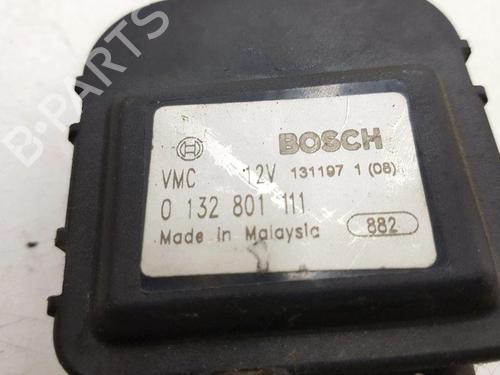 B-PARTS
BOSCH
VMC 12V 131197 1 (08)
0 132 801 111
Made in Malaysia 882